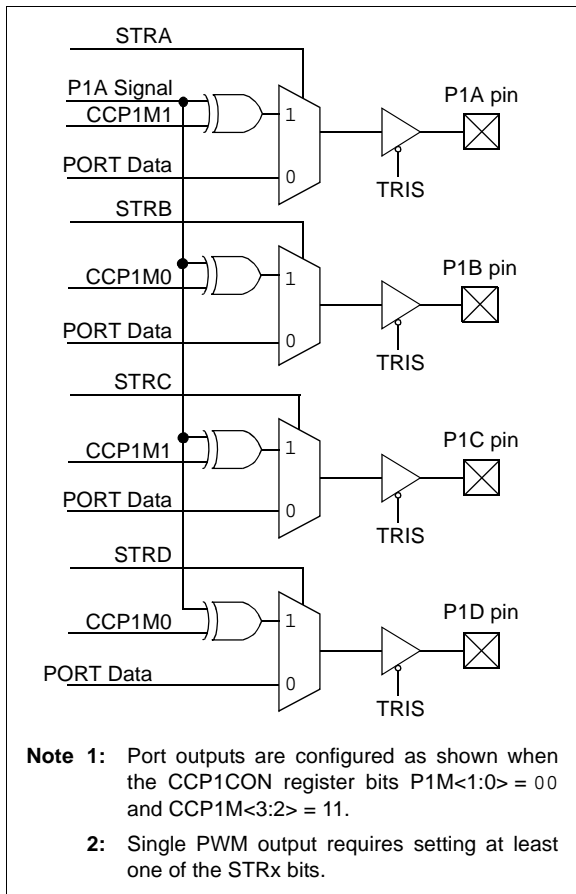 STRA
P1A Signal
CCP1M1
1
P1A pin
PORT Data
0
TRIS
STRB
CCP1M0
1
P1B pin
PORT Data
0
TRIS
STRC
CCP1M1
1
P1C pin
PORT Data
0
TRIS
STRD
CCP1M0
1
P1D pin
PORT Data
0
TRIS
Note 1: Port outputs are configured as shown when
the CCP1CON register bits P1M<1:0> = 00
and CCP1M<3:2> = 11.
2: Single PWM output requires setting at least
one of the STRx bits.